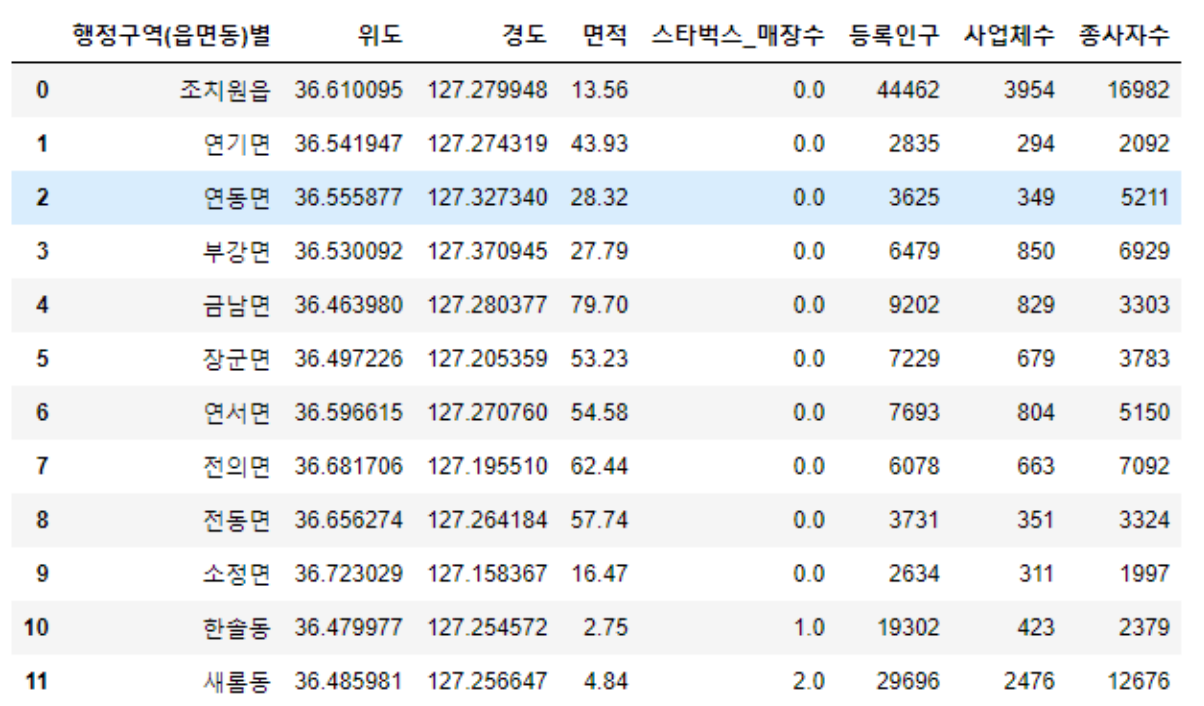 행정구역(읍면동)별 위도 경도 면적 스타벅스_매장수 등록인구 사업체수 종사자수
0 조치원읍 36.610095 127.279948 13.56 0.0 44462 3954 16982
1 연기면 36.541947 127.274319 43.93 0.0 2835 294 2092
2 연동면 36.555877 127.327340 28.32 0.0 3625 349 5211
3 부강면 36.530092 127.370945 27.79 0.0 6479 850 6929
4 금남면 36.463980 127.280377 79.70 0.0 9202 829 3303
5 장군면 36.497226 127.205359 53.23 0.0 7229 679 3783
6 연서면 36.596615 127.270760 54.58 0.0 7693 804 5150
7 전의면 36.681706 127.195510 62.44 0.0 6078 663 7092
8 전동면 36.656274 127.264184 57.74 0.0 3731 351 3324
9 소정면 36.723029 127.158367 16.47 0.0 2634 311 1997
10 한솔동 36.479977 127.254572 2.75 1.0 19302 423 2379
11 새롬동 36.485981 127.256647 4.84 2.0 29696 2476 12676